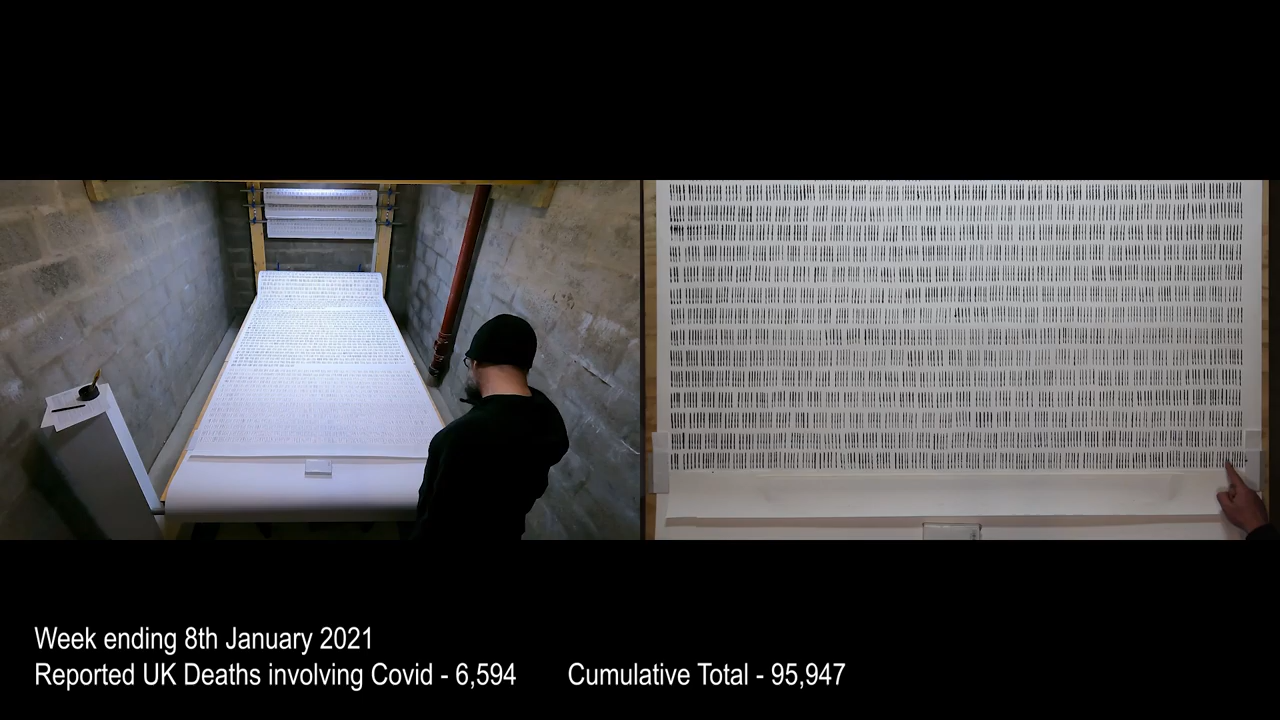 Week ending 8th January 2021
Reported UK Deaths involving Covid - 6,594 Cumulative Total - 95,947